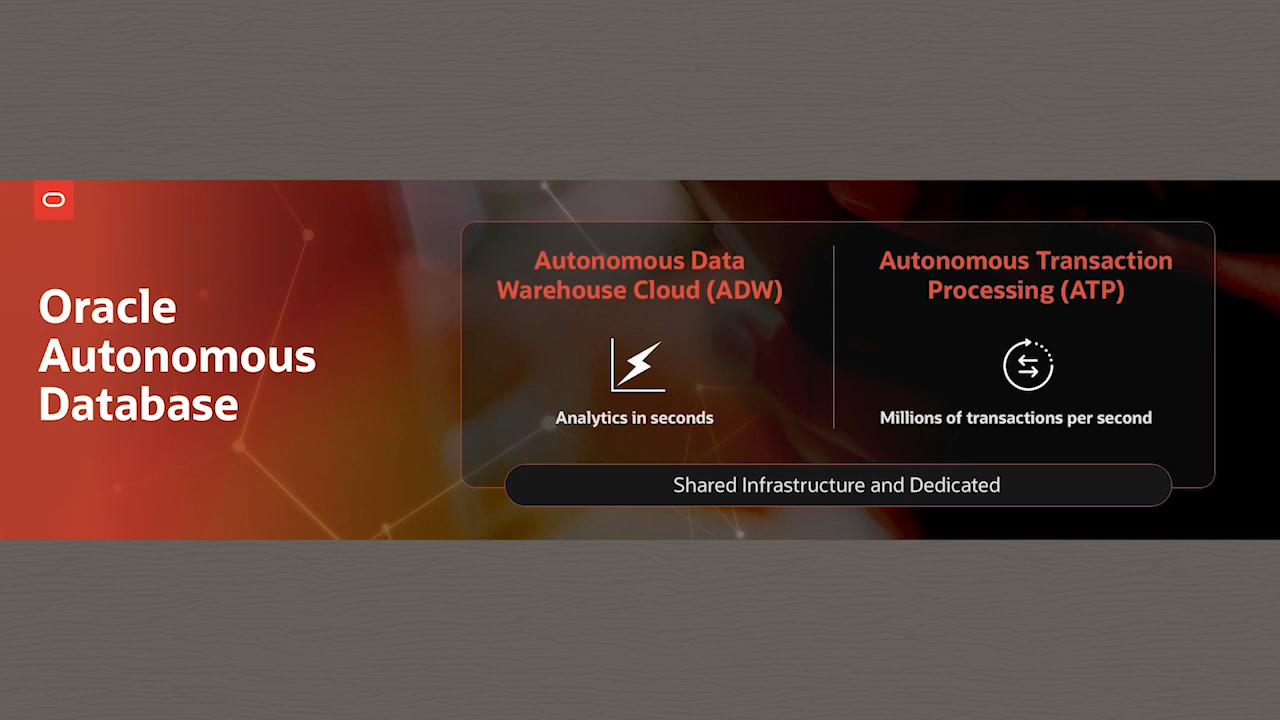 Oracle
Autonomous
Database
Autonomous Data
Warehouse Cloud (ADW)
Analytics in seconds
Autonomous Transaction
Processing (ATP)
Millions of transactions per second
Shared Infrastructure and Dedicated